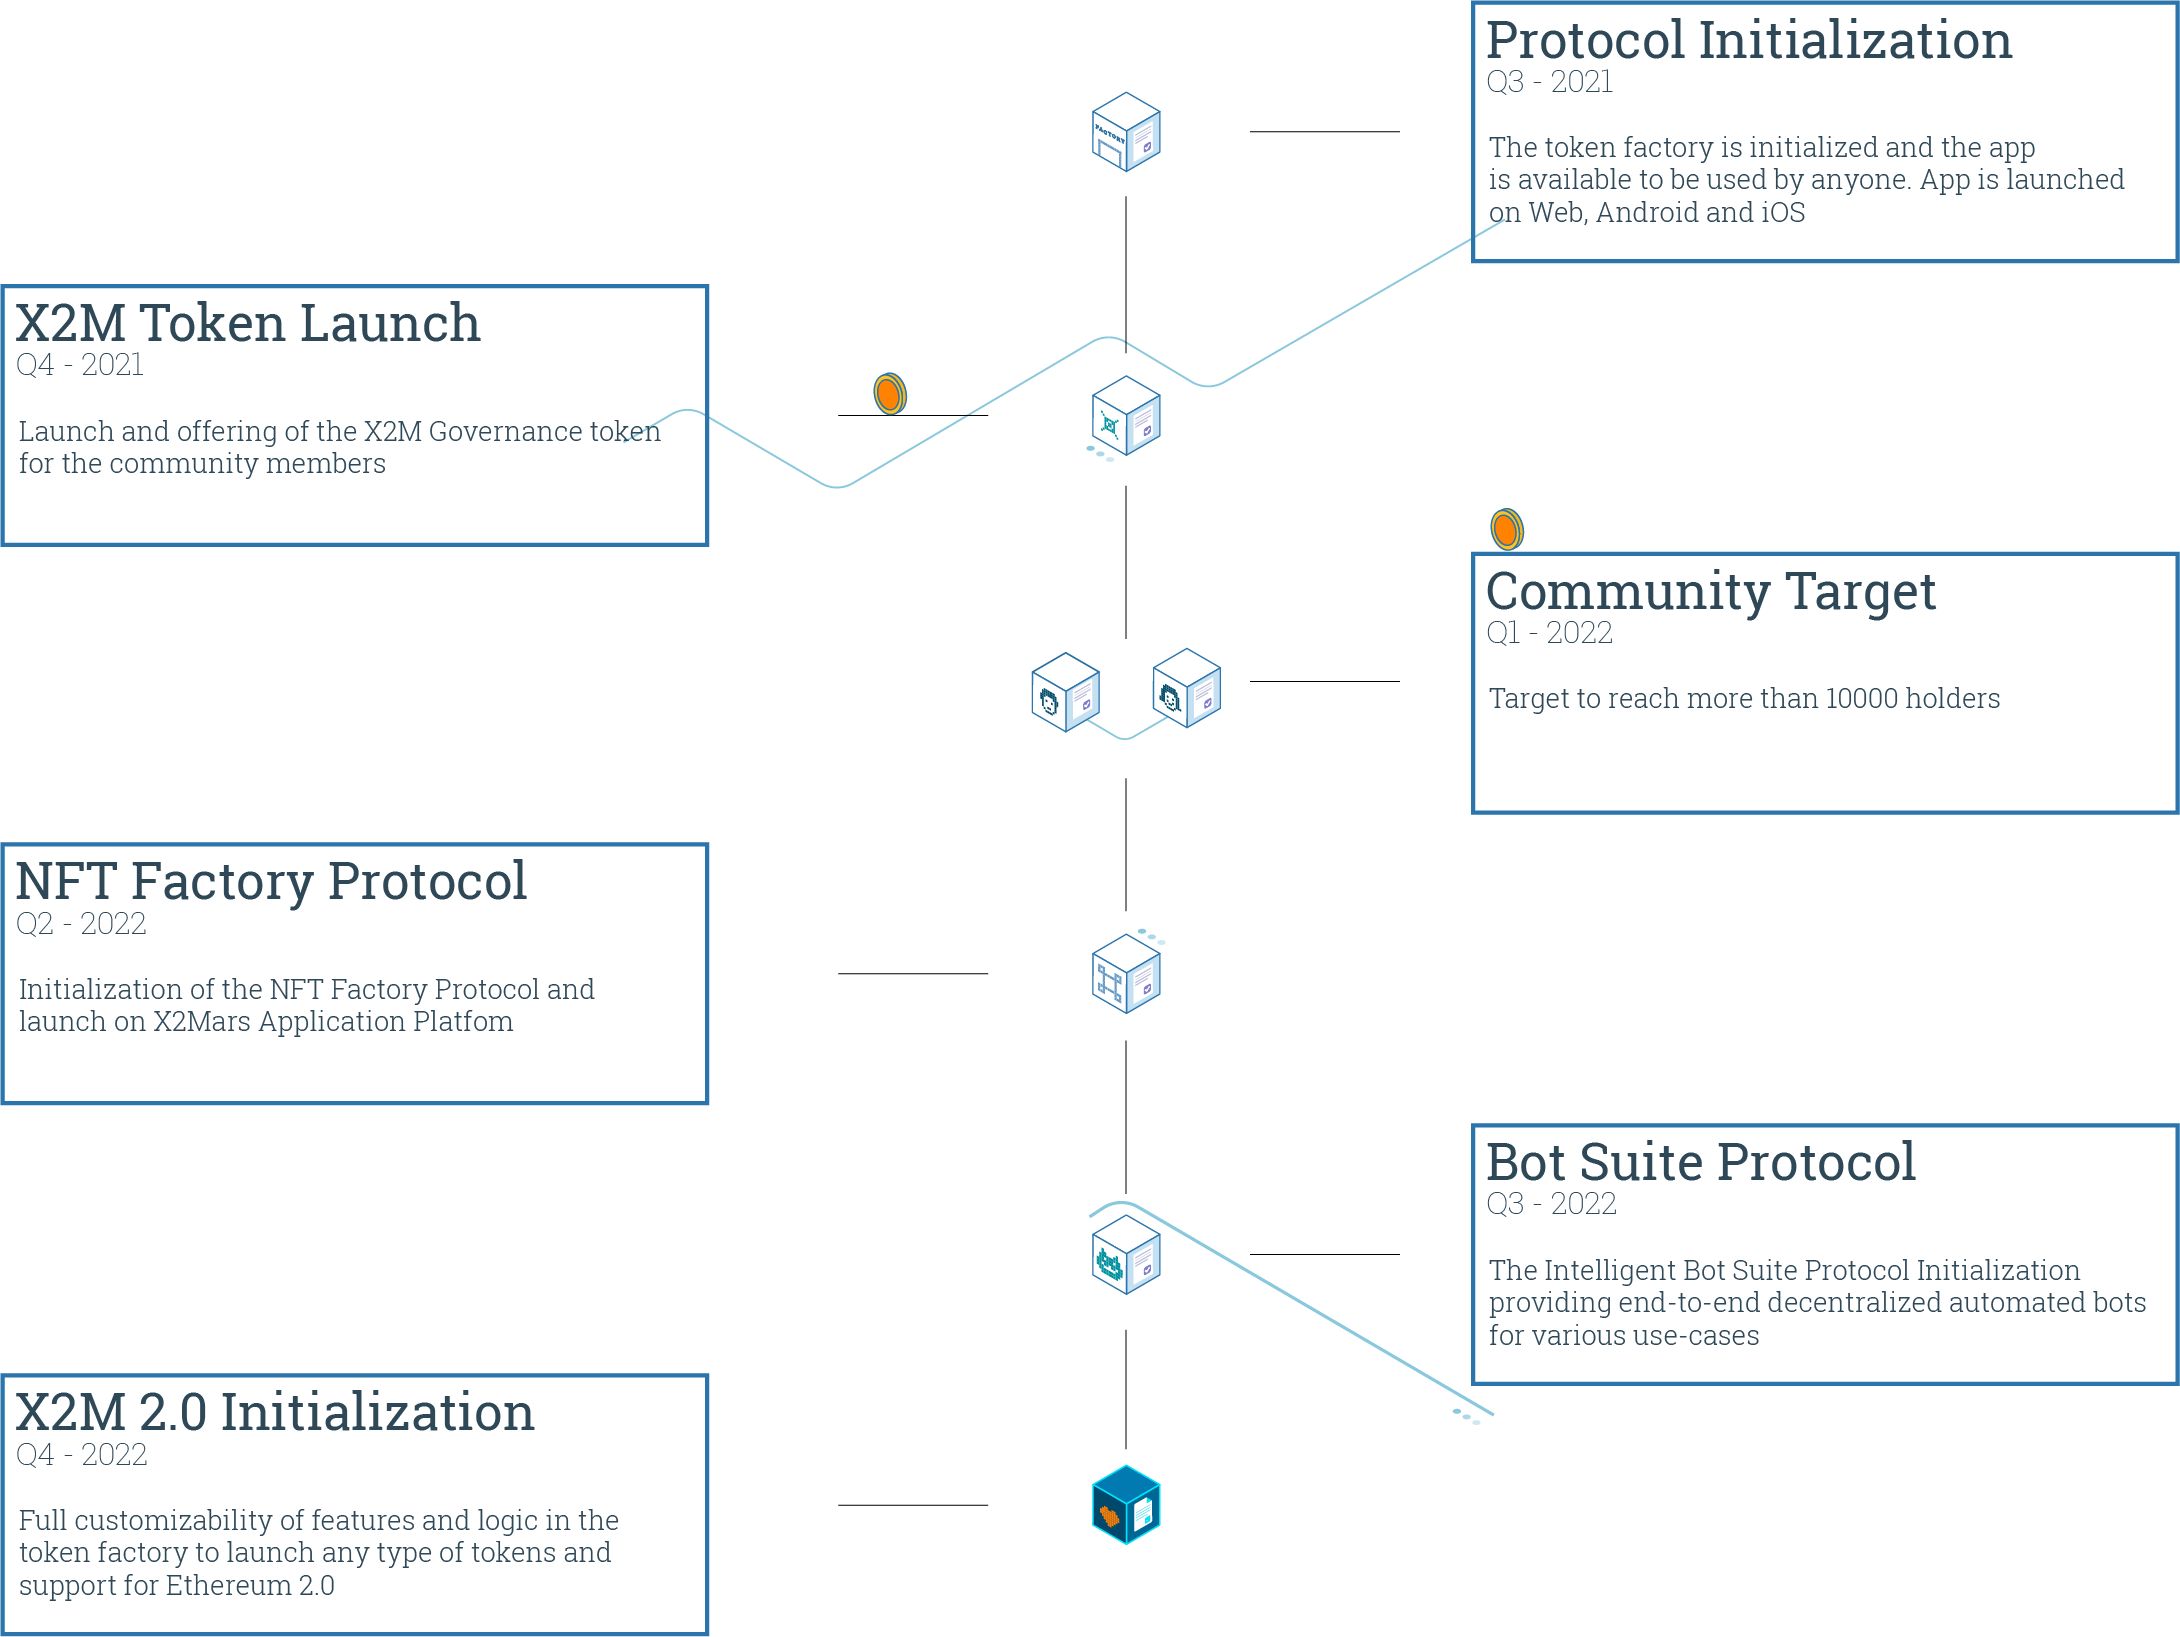 Protocol Initialization
Q3 - 2021
The token factory is initialized and the app
is available to be used by anyone. App is launched
on Web, Android and iOS
FACTORY
X2M Token Launch
Q4 - 2021
Launch and offering of the X2M Governance token
for the community members
Community Target
Q1 - 2022
Target to reach more than 10000 holders
NFT Factory Protocol
Q2 - 2022
Initialization of the NFT Factory Protocol and
launch on X2Mars Application Platfom
Bot Suite Protocol
Q3 - 2022
The Intelligent Bot Suite Protocol Initialization
providing end-to-end decentralized automated bots
for various use-cases
X2M 2.0 Initialization
Q4 - 2022
Full customizability of features and logic in the
token factory to launch any type of tokens and
support for Ethereum 2.0